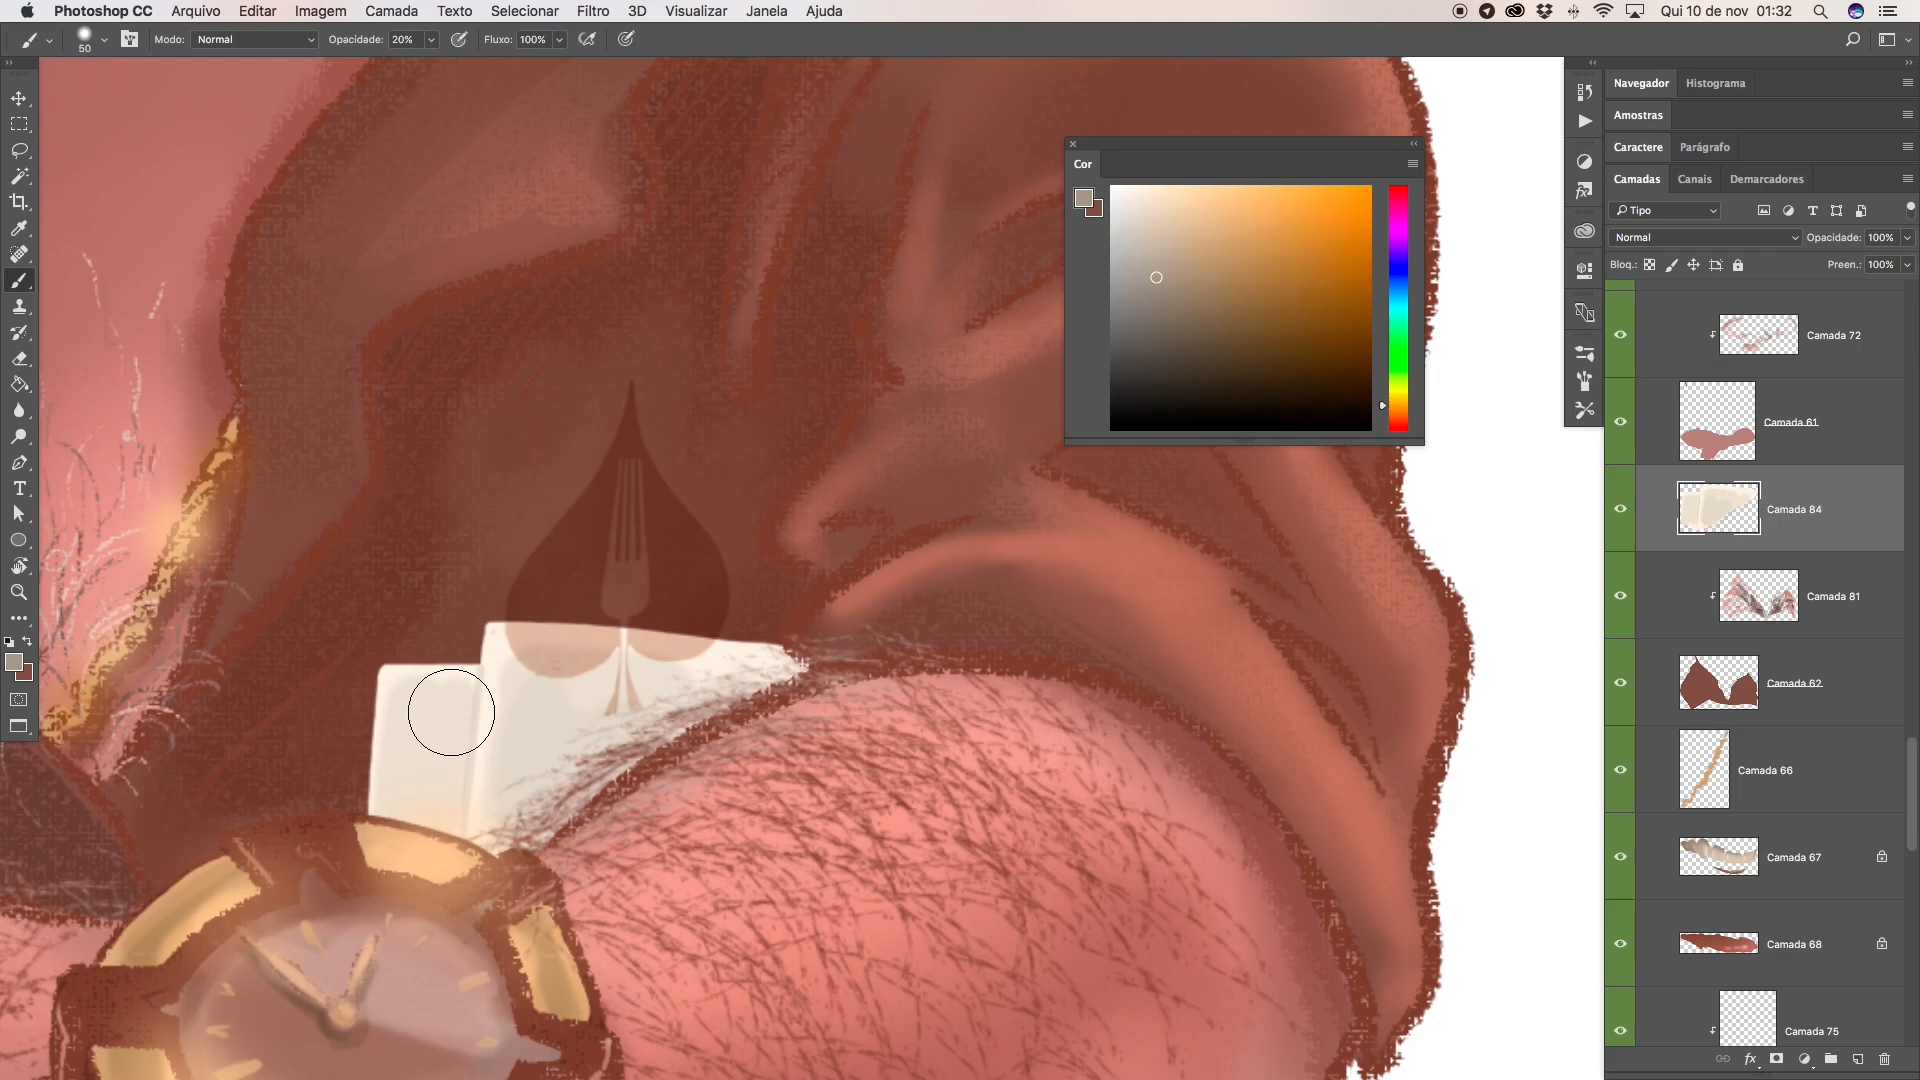 Photoshop CC Arquivo Editar Imagem Camada Texto Selecionar Filtro 3D Visualizar Janela Ajuda Qui 10 de nov 01:32
50 Modo: Normal Opacidade: 20% Fluxo: 100%
Navegador Histograma
Amostras
Caractere Parágrafo
Cor
Camadas Canais Demarcadores
Tipo
Normal Opacidade: 100%
Bloq.: Preen.: 100%
Camada 72
Camada 61
Camada 84
Camada 81
Camada 62
Camada 66
Camada 67
Camada 68
Camada 75